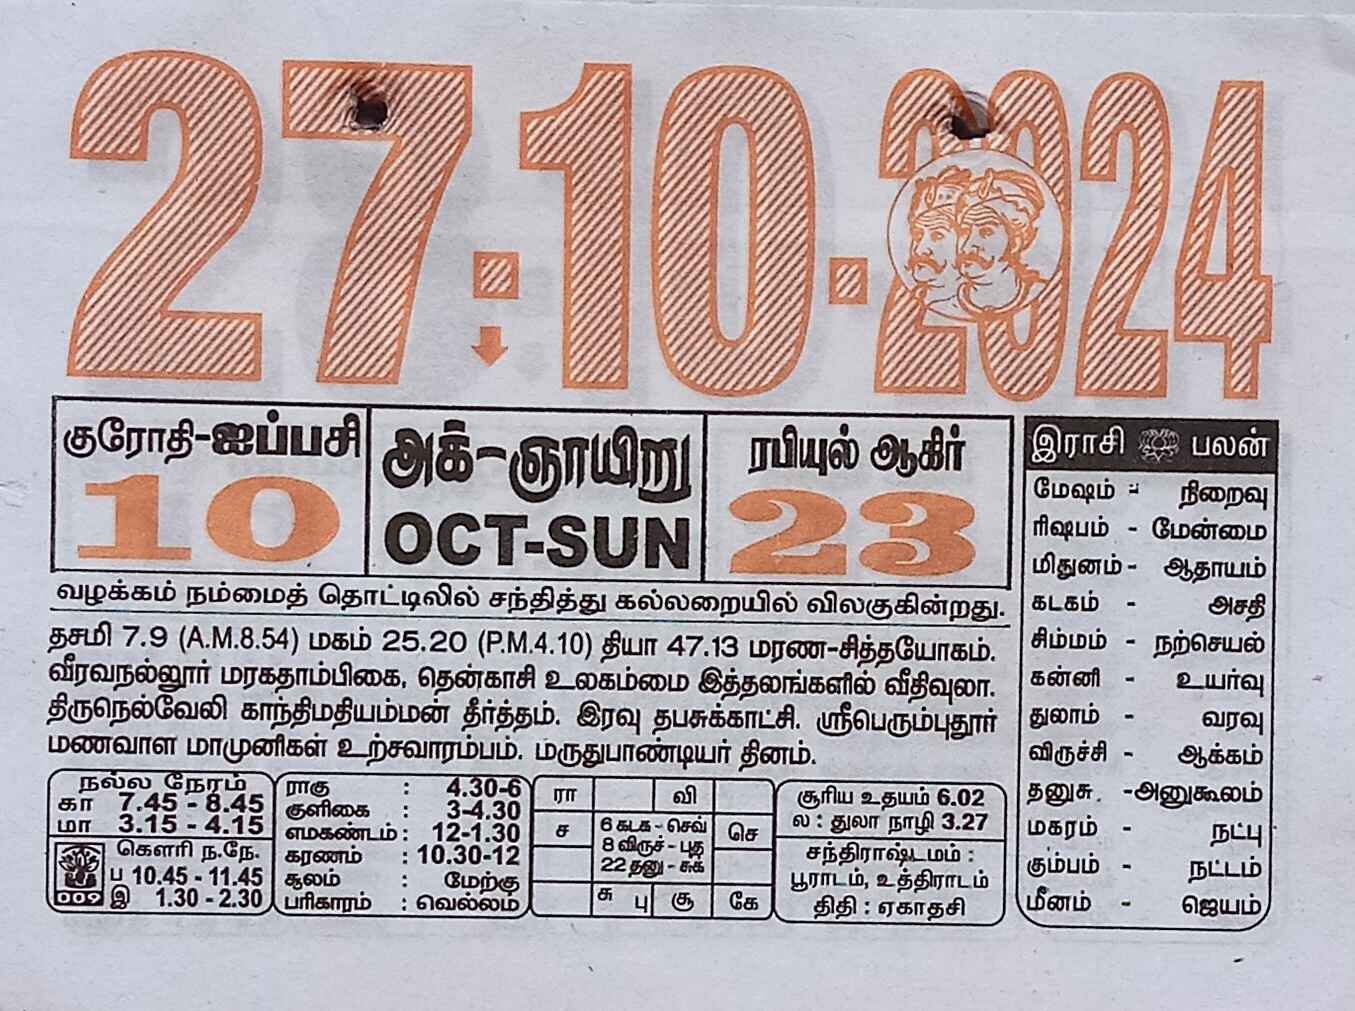 27.10.2024
குரோதி-ஐப்பசி
10
அக்-ஞாயிறு
OCT-SUN
ரபியுல் ஆகிர்
23
வழக்கம் நம்மைத் தொட்டிலில் சந்தித்து கல்லறையில் விலகுகின்றது.
தசமி 7.9 (A.M.8.54) மகம் 25.20 (P.M.4.10) தியா 47.13 மரண-சித்தயோகம்.
வீரவநல்லூர் மரகதாம்பிகை, தென்காசி உலகம்மை இத்தலங்களில் வீதிவுலா.
திருநெல்வேலி காந்திமதியம்மன் தீர்த்தம். இரவு தபசுக்காட்சி. ஸ்ரீபெரும்புதூர்
மணவாள மாமுனிகள் உற்சவாரம்பம். மருதுபாண்டியர் தினம்.
நல்ல நேரம்
கா 7.45 - 8.45
மா 3.15 - 4.15
கௌரி ந.நே.
ப 10.45 - 11.45
இ 1.30 - 2.30
009
ராகு : 4.30-6
குளிகை : 3-4.30
எமகண்டம் : 12-1.30
கரணம் : 10.30-12
சூலம் : மேற்கு
பரிகாரம் : வெல்லம்
ரா வி
ச செ
6 கடக - செவ்
8 விருச் - புத
22 தனு - சுக்
சு பு சூ கே
சூரிய உதயம் 6.02
ல : துலா நாழி 3.27
சந்திராஷ்டமம் :
பூராடம், உத்திராடம்
திதி : ஏகாதசி
இராசி பலன்
மேஷம் - நிறைவு
ரிஷபம் - மேன்மை
மிதுனம் - ஆதாயம்
கடகம் - அசதி
சிம்மம் - நற்செயல்
கன்னி - உயர்வு
துலாம் - வரவு
விருச்சி - ஆக்கம்
தனுசு -அனுகூலம்
மகரம் - நட்பு
கும்பம் - நட்டம்
மீனம் - ஜெயம்